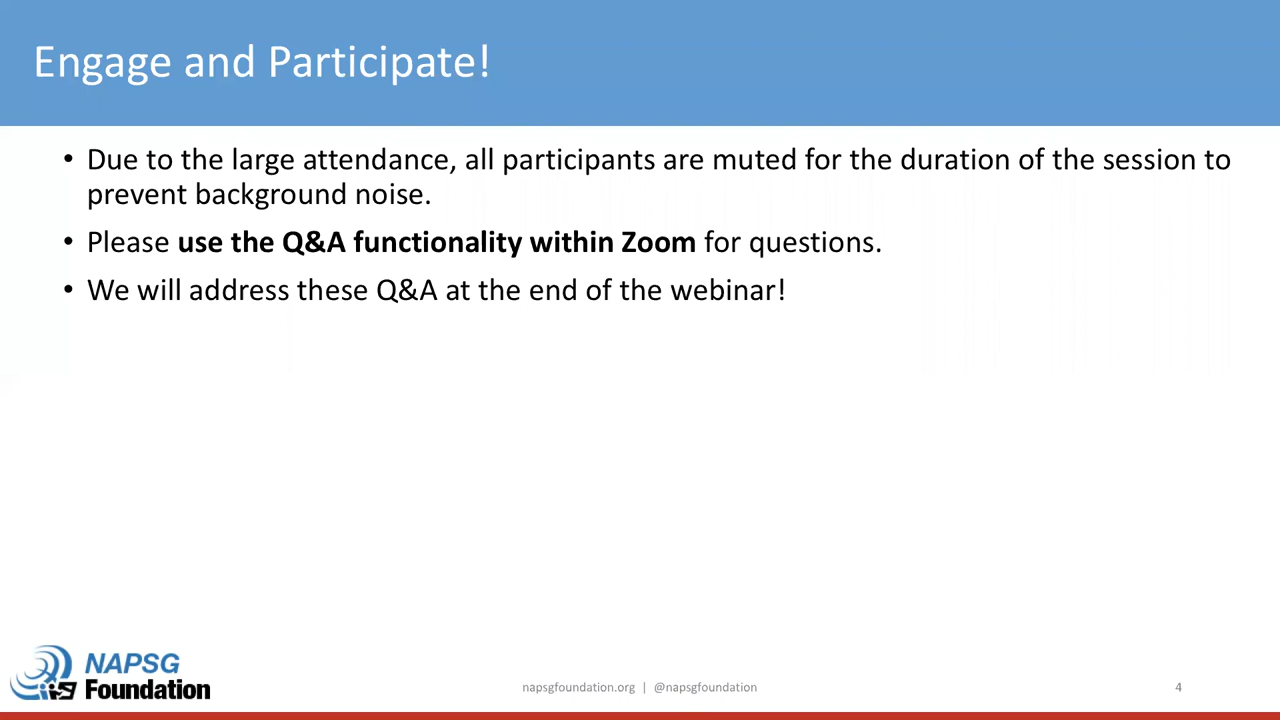 Engage and Participate!
• Due to the large attendance, all participants are muted for the duration of the session to
prevent background noise.
• Please use the Q&A functionality within Zoom for questions.
• We will address these Q&A at the end of the webinar!
NAPSG
Foundation
napsgfoundation.org | @napsgfoundation
4